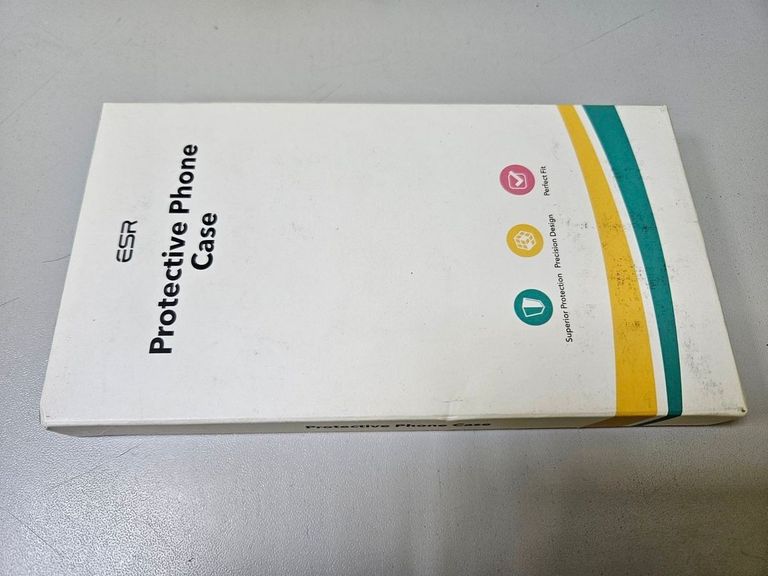 ESR
Protective Phone
Case
Superior Protection
Precision Design
Perfect Fit
Protective Phone Case